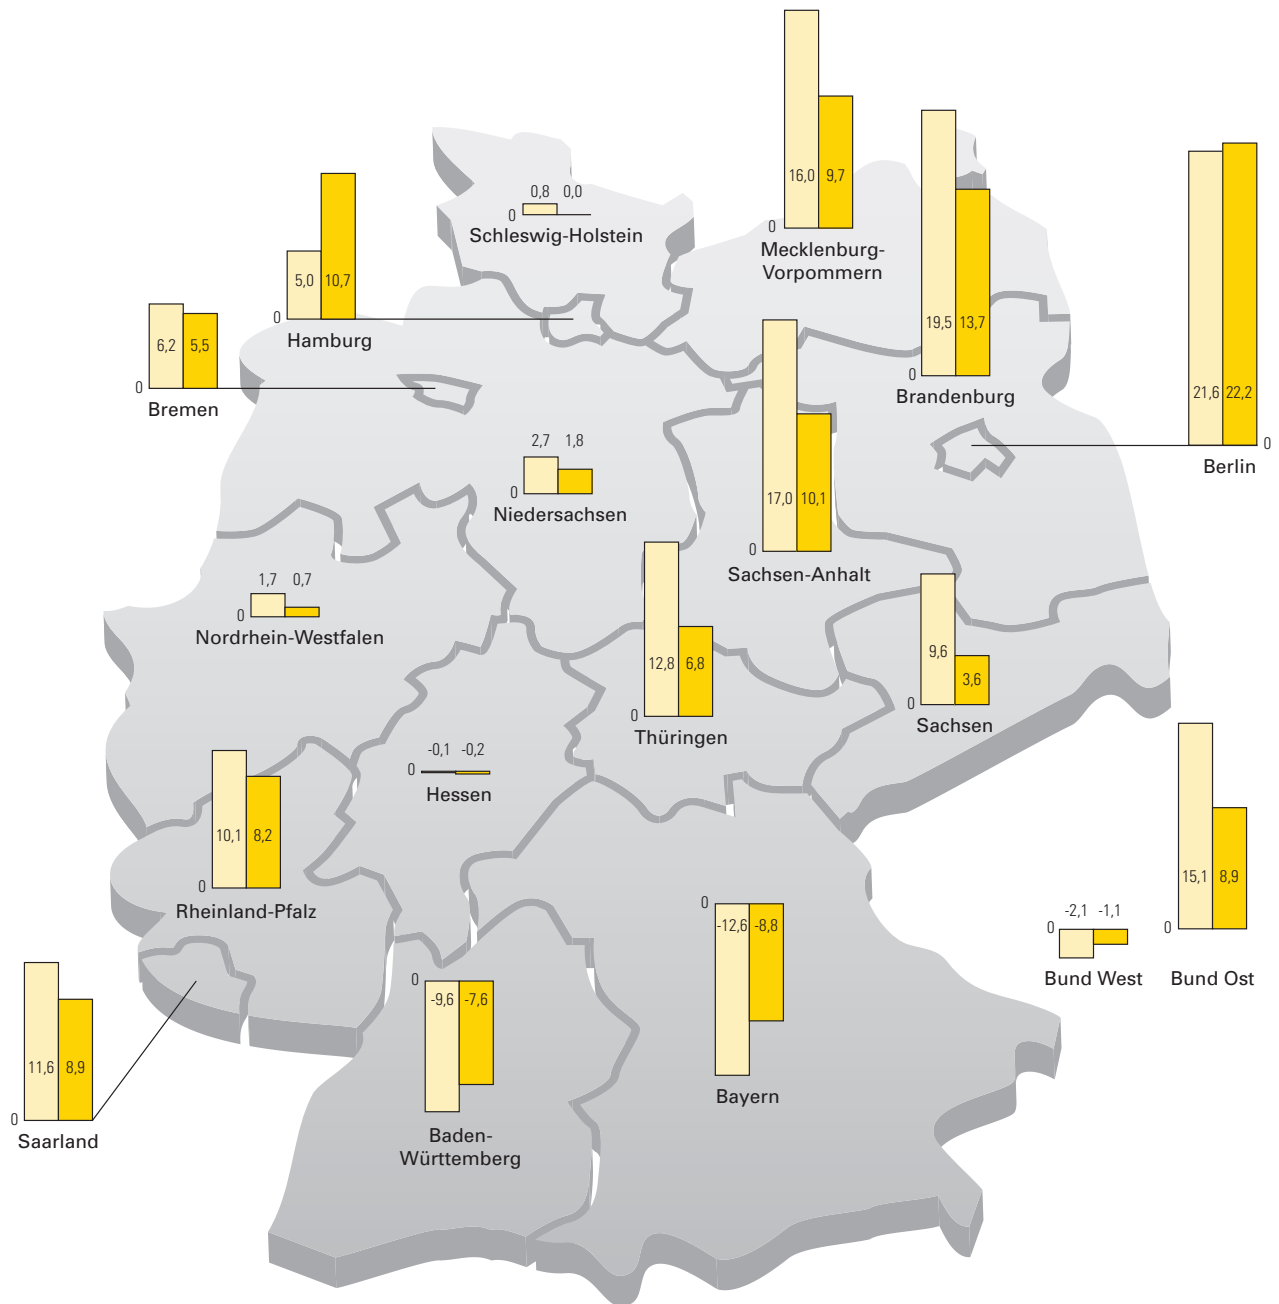 16,0 9,7
0
Mecklenburg-
Vorpommern
19,5 13,7
0
Brandenburg
21,6 22,2
0
Berlin
0,8 0,0
0
Schleswig-Holstein
5,0 10,7
0
Hamburg
6,2 5,5
0
Bremen
2,7 1,8
0
Niedersachsen
17,0 10,1
0
Sachsen-Anhalt
1,7 0,7
0
Nordrhein-Westfalen
12,8 6,8
0
Thüringen
9,6 3,6
0
Sachsen
-0,1 -0,2
0
Hessen
10,1 8,2
0
Rheinland-Pfalz
0
-2,1 -1,1
Bund West
15,1 8,9
0
Bund Ost
0
-12,6 -8,8
Bayern
0
-9,6 -7,6
Baden-
Württemberg
11,6 8,9
0
Saarland